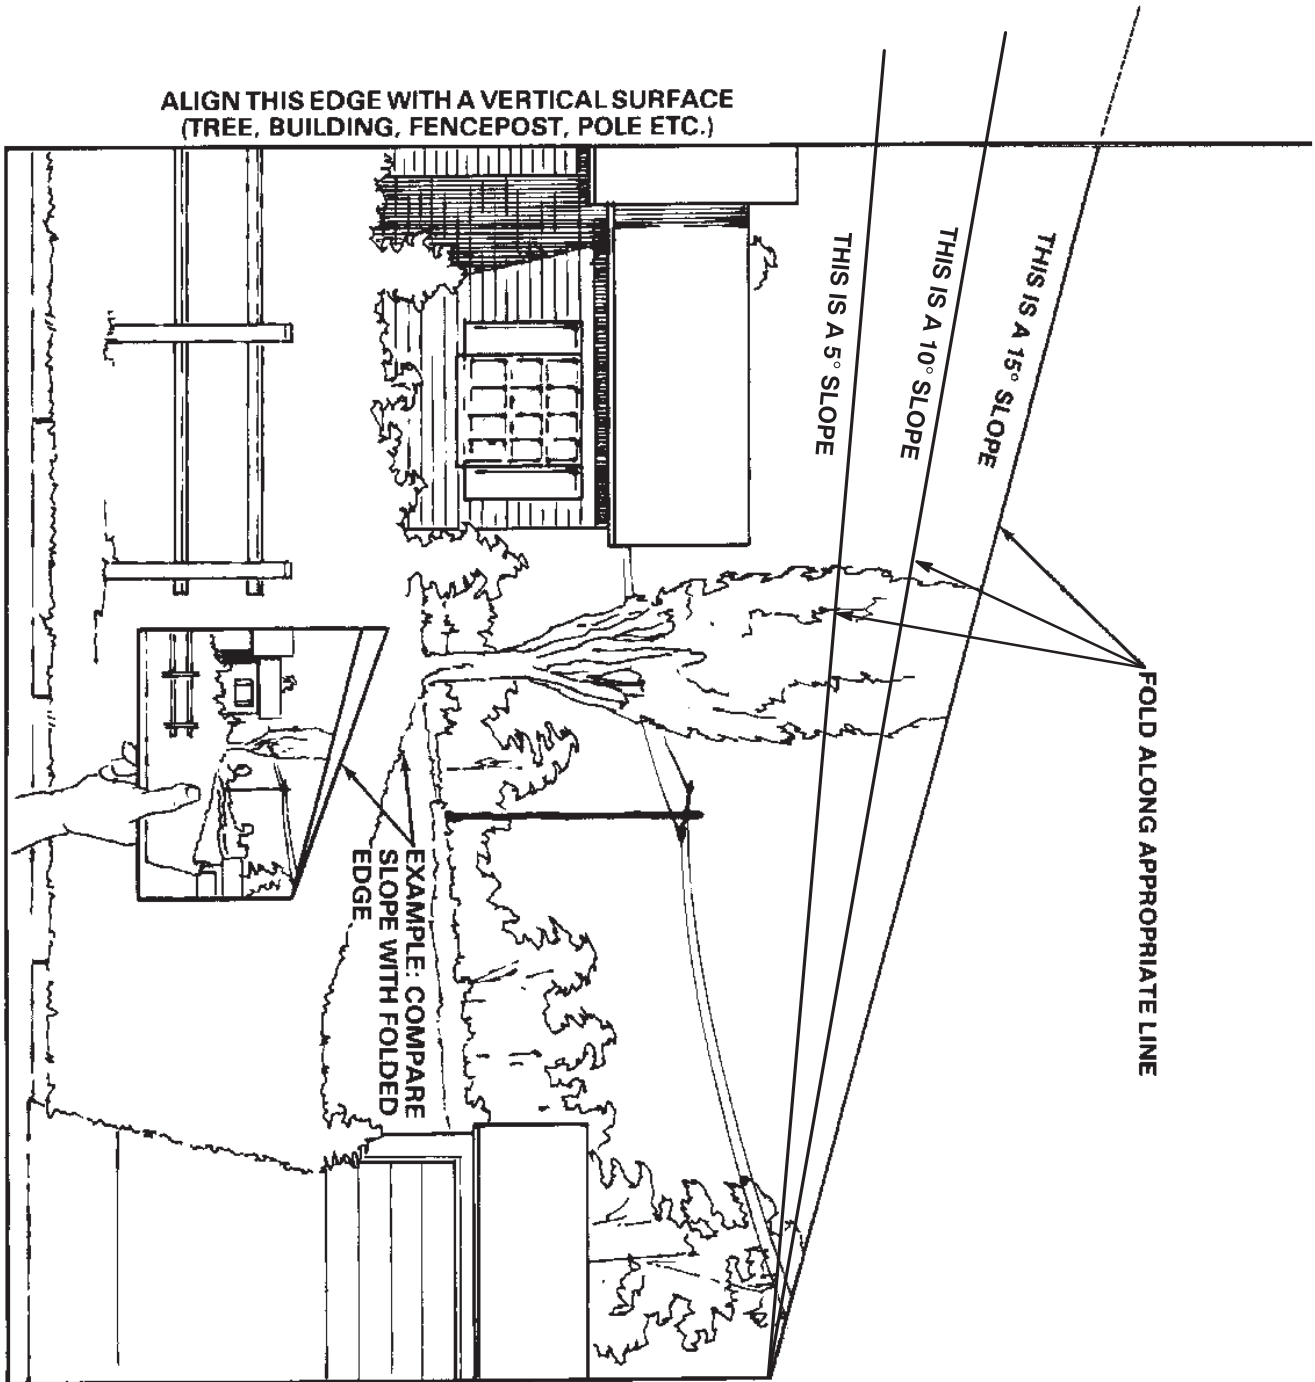 ALIGN THIS EDGE WITH A VERTICAL SURFACE
(TREE, BUILDING, FENCEPOST, POLE ETC.)
THIS IS A 5° SLOPE
THIS IS A 10° SLOPE
THIS IS A 15° SLOPE
FOLD ALONG APPROPRIATE LINE
EXAMPLE: COMPARE
SLOPE WITH FOLDED
EDGE